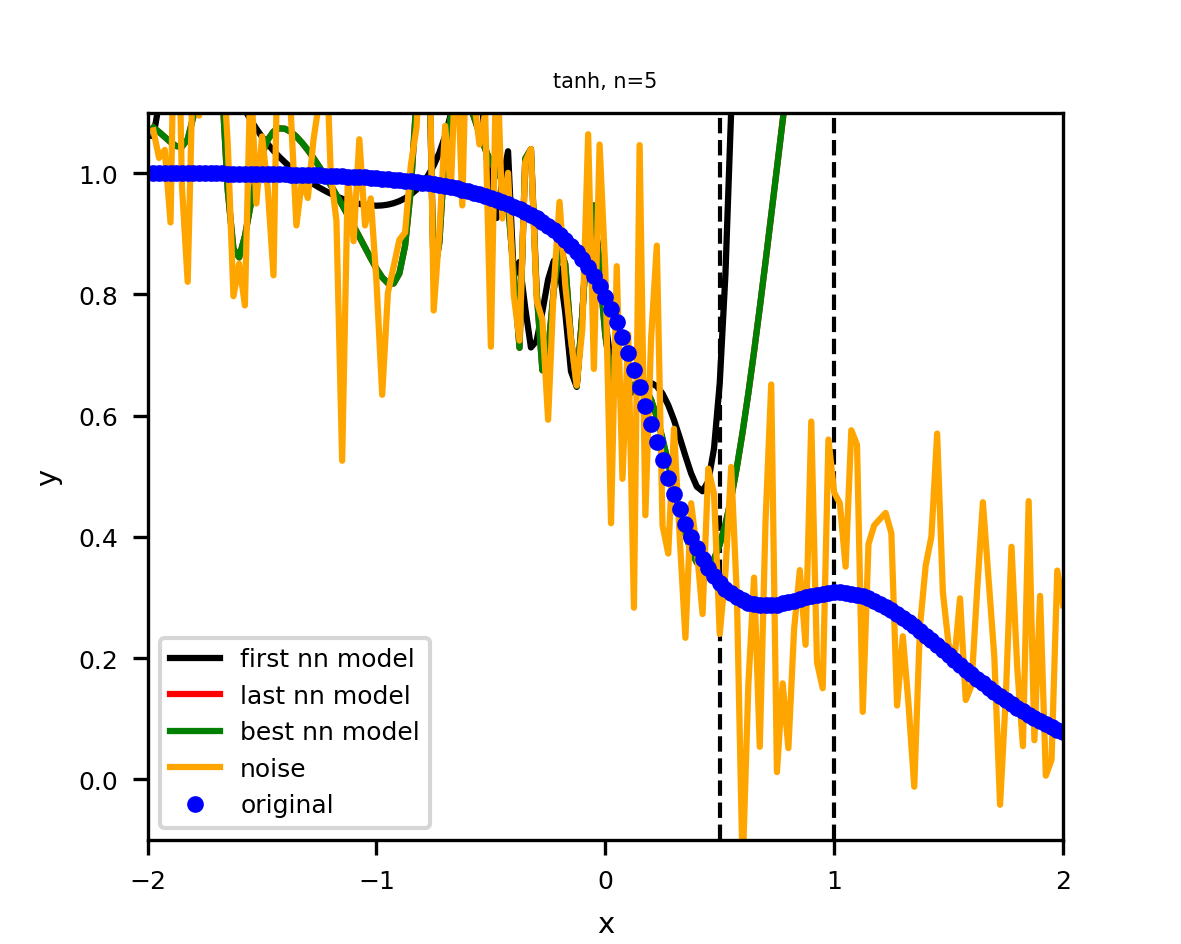 tanh, n=5
y
1.0
0.8
0.6
0.4
0.2
0.0
first nn model
last nn model
best nn model
noise
original
−2
−1
0
1
2
x